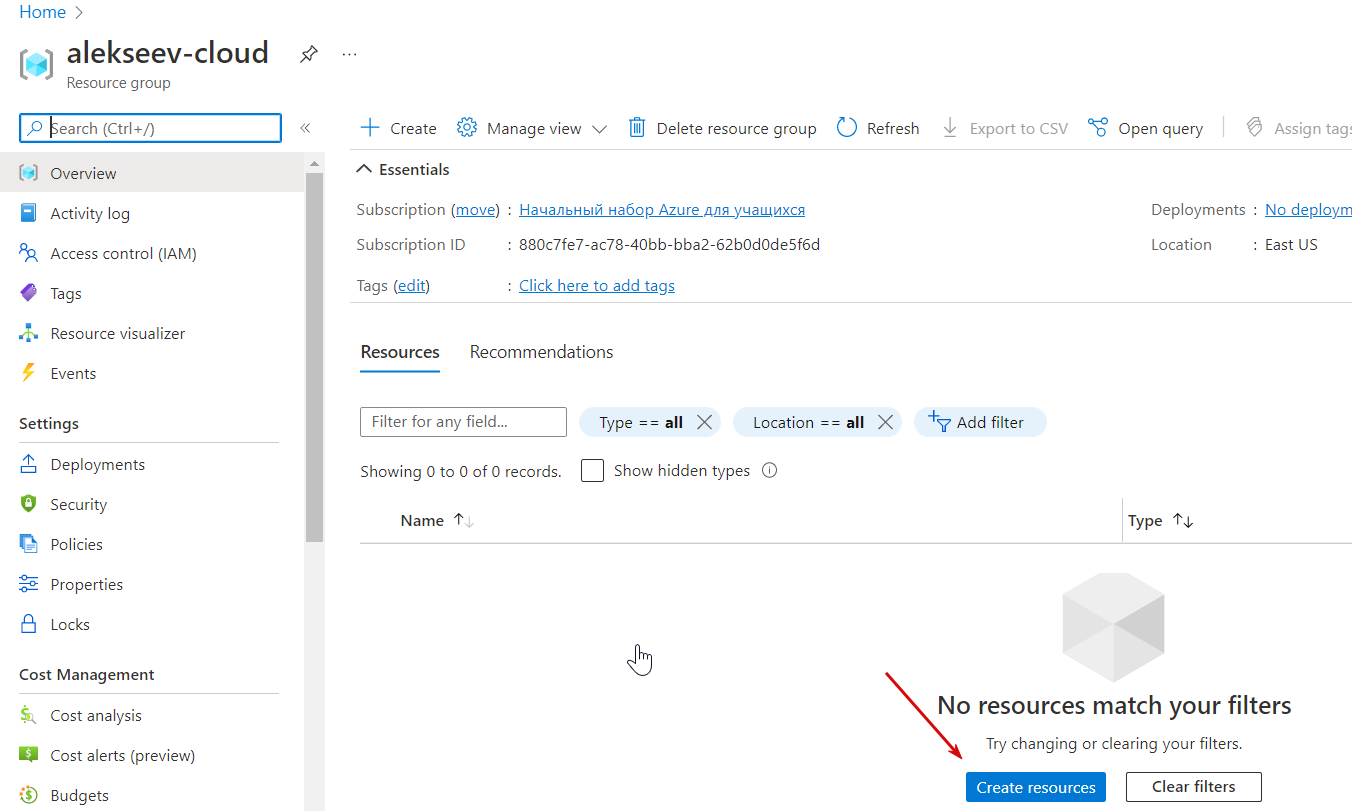 Home
alekseev-cloud
...
Resource group
Search (Ctrl+/)
«
Overview
Activity log
Access control (IAM)
Tags
Resource visualizer
Events
Settings
Deployments
Security
Policies
Properties
Locks
Cost Management
Cost analysis
Cost alerts (preview)
Budgets
Create Manage view Delete resource group Refresh Export to CSV Open query Assign tags
Essentials
Subscription (move) : Начальный набор Azure для учащихся
Subscription ID : 880c7fe7-ac78-40bb-bba2-62b0d0de5f6d
Tags (edit) : Click here to add tags
Deployments : No deploym
Location : East US
Resources Recommendations
Filter for any field... Type == all Location == all Add filter
Showing 0 to 0 of 0 records. Show hidden types
Name Type
No resources match your filters
Try changing or clearing your filters.
Create resources Clear filters